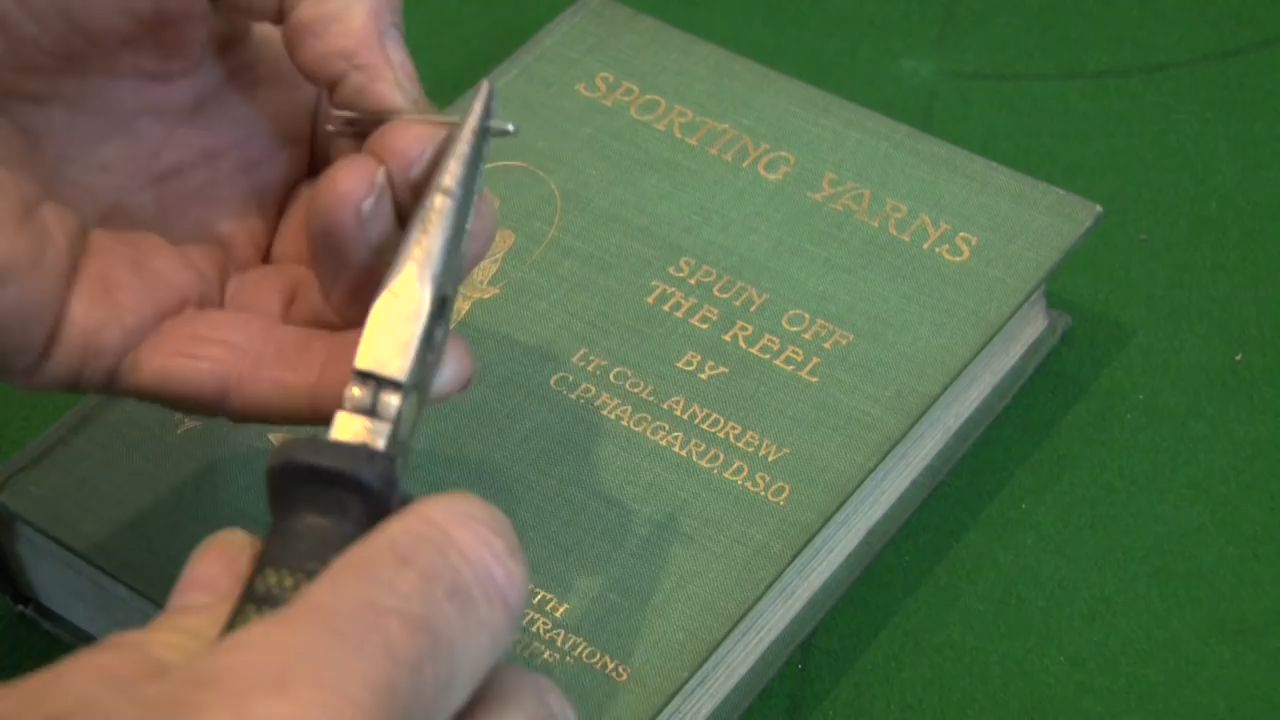 SPORTING YARNS
SPUN OFF
THE REEL
BY
LT. COL. ANDREW
C.P. HAGGARD, D.S.O.
TH
TRATIONS